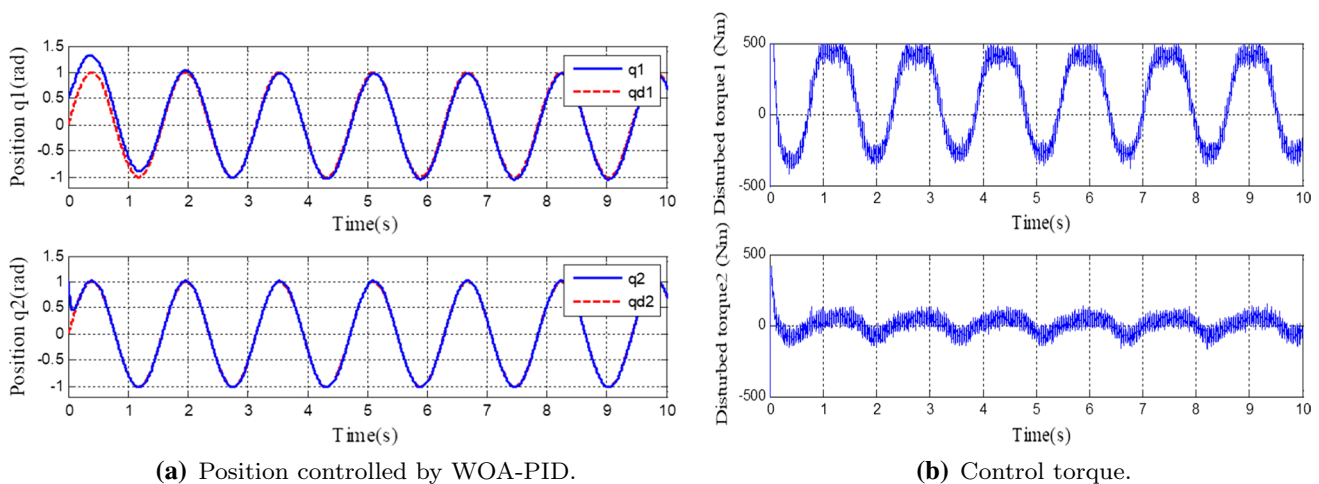 Position q1(rad)
1.5
1
0.5
0
-0.5
-1
q1
qd1
0 1 2 3 4 5 6 7 8 9 10
Time(s)
Position q2(rad)
1.5
1
0.5
0
-0.5
-1
q2
qd2
0 1 2 3 4 5 6 7 8 9 10
Time(s)
(a) Position controlled by WOA-PID.
Disturbed torque1 (Nm)
500
0
-500
0 1 2 3 4 5 6 7 8 9 10
Time(s)
Disturbed torque2 (Nm)
500
0
-500
0 1 2 3 4 5 6 7 8 9 10
Time(s)
(b) Control torque.